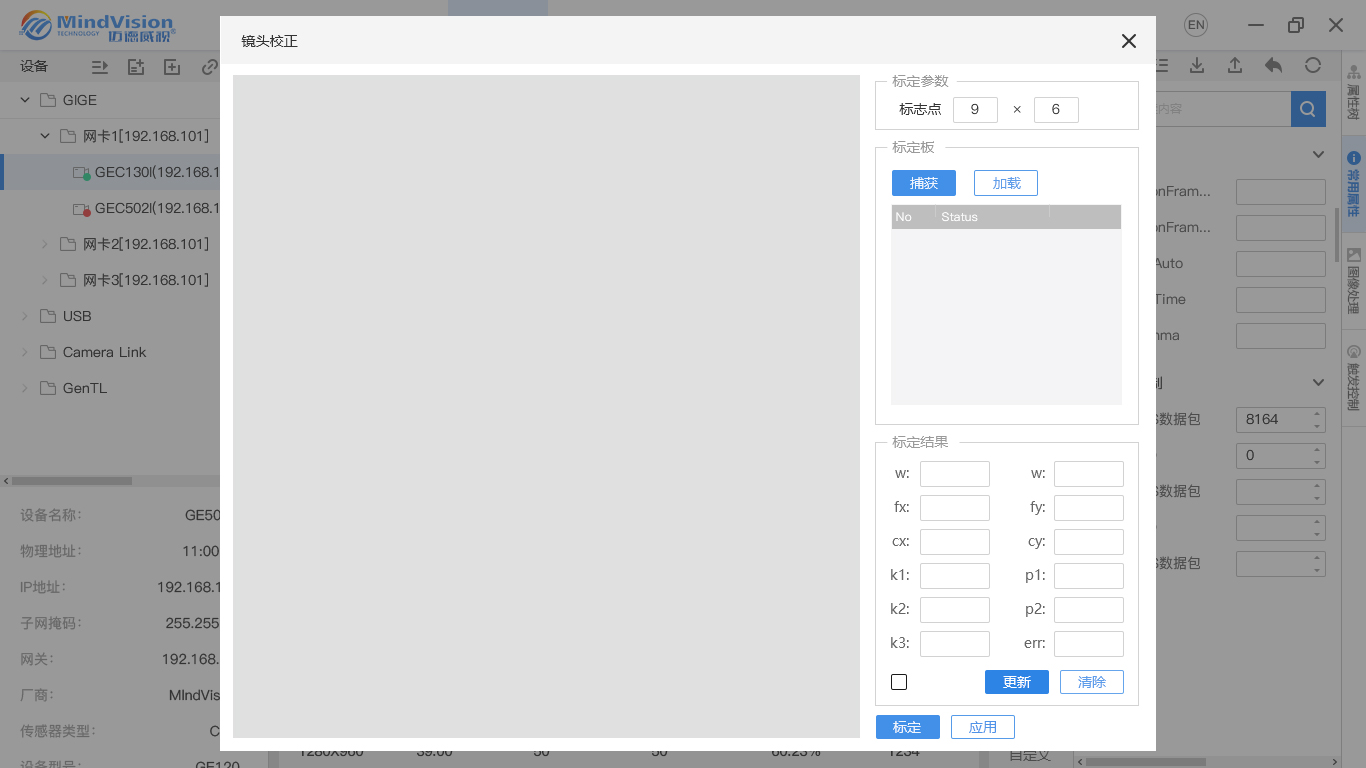 MindVision
TECHNOLOGY 迈德威视
EN
设备
GIGE
网卡1[192.168.101]
GEC130I(192.168.1
GEC502I(192.168.1
网卡2[192.168.101]
网卡3[192.168.101]
USB
Camera Link
GenTL
设备名称:
GE50
物理地址:
11:00
IP地址:
192.168.1
子网掩码:
255.255
网关:
192.168.
厂商:
MIndVis
传感器类型:
C
设备型号:
GE120
镜头校正
标定参数
标志点 9 × 6
标定板
捕获 加载
No Status
标定结果
w: w:
fx: fy:
cx: cy:
k1: p1:
k2: p2:
k3: err:
更新 清除
标定 应用
1280X960 39.00 50 50 60.23% 1234
自定义
内容
onFram...
onFram...
Auto
Time
nma
制
数据包 8164
0
数据包
数据包
属性树
常用属性
图像处理
触发控制